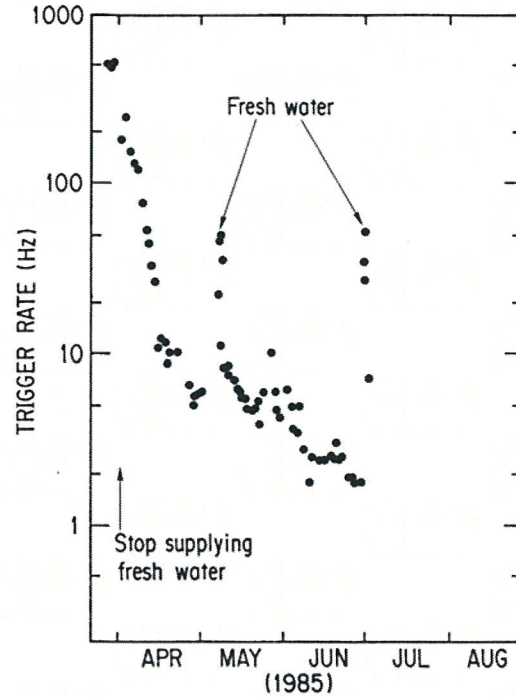 1000
Fresh water
100
TRIGGER RATE (Hz)
10
1
Stop supplying
fresh water
APR MAY JUN JUL AUG
(1985)